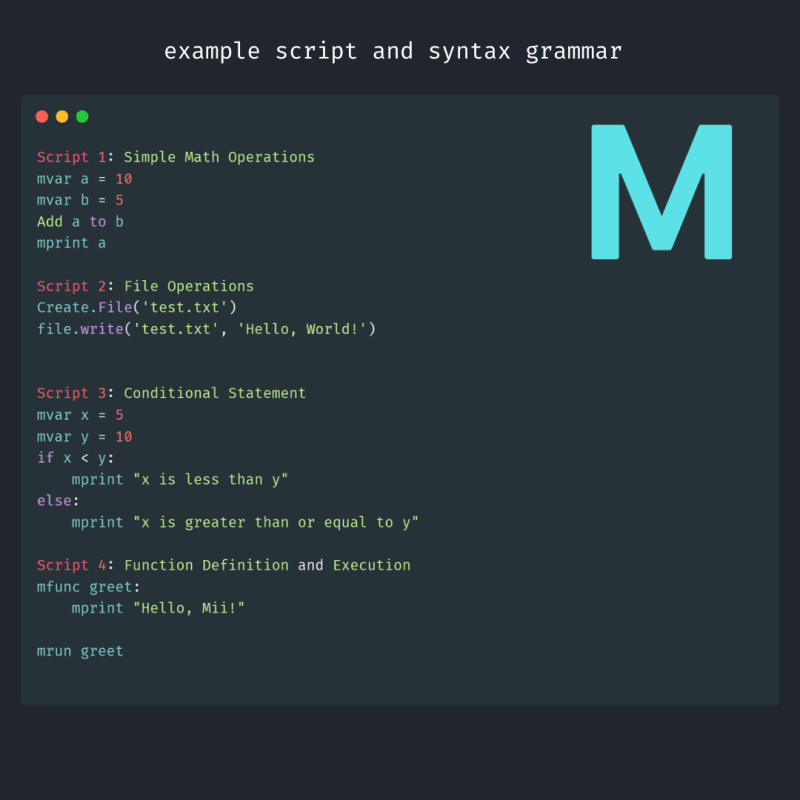 example script and syntax grammar
M
Script 1: Simple Math Operations
mvar a = 10
mvar b = 5
Add a to b
mprint a
Script 2: File Operations
Create.File('test.txt')
file.write('test.txt', 'Hello, World!')
Script 3: Conditional Statement
mvar x = 5
mvar y = 10
if x < y:
    mprint "x is less than y"
else:
    mprint "x is greater than or equal to y"
Script 4: Function Definition and Execution
mfunc greet:
    mprint "Hello, Mii!"
mrun greet